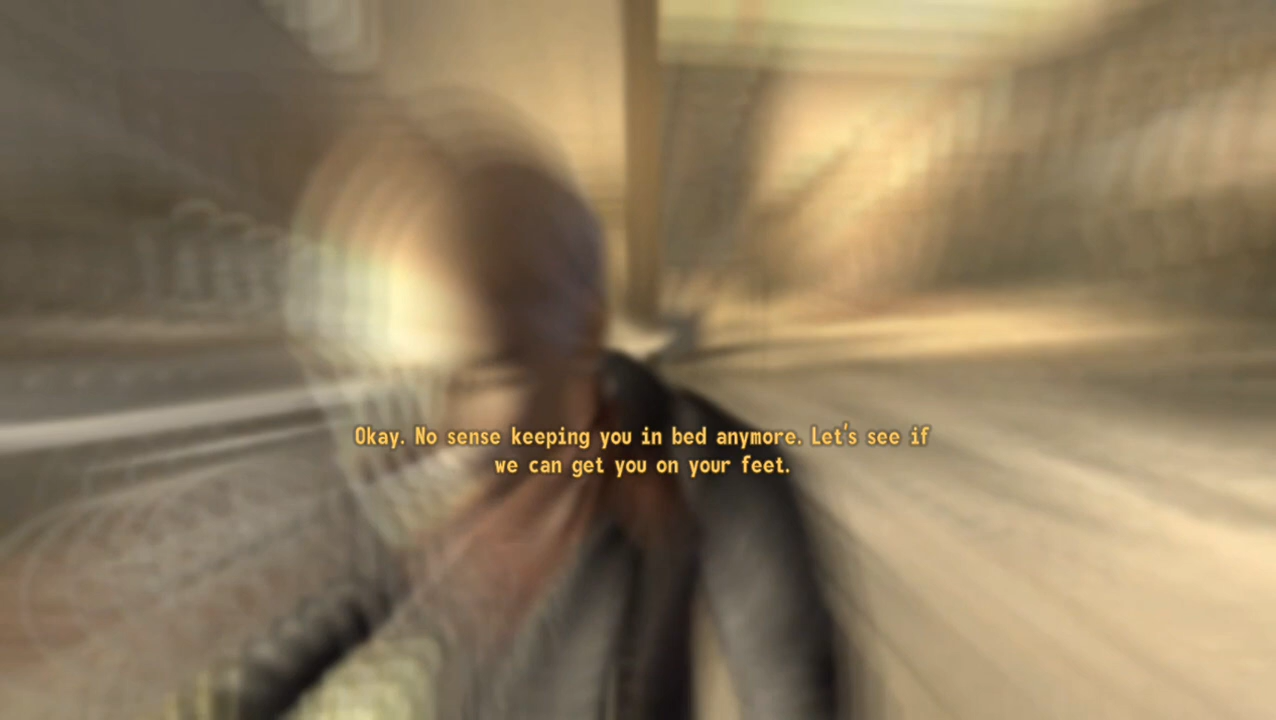 Okay. No sense keeping you in bed anymore. Let's see if
we can get you on your feet.